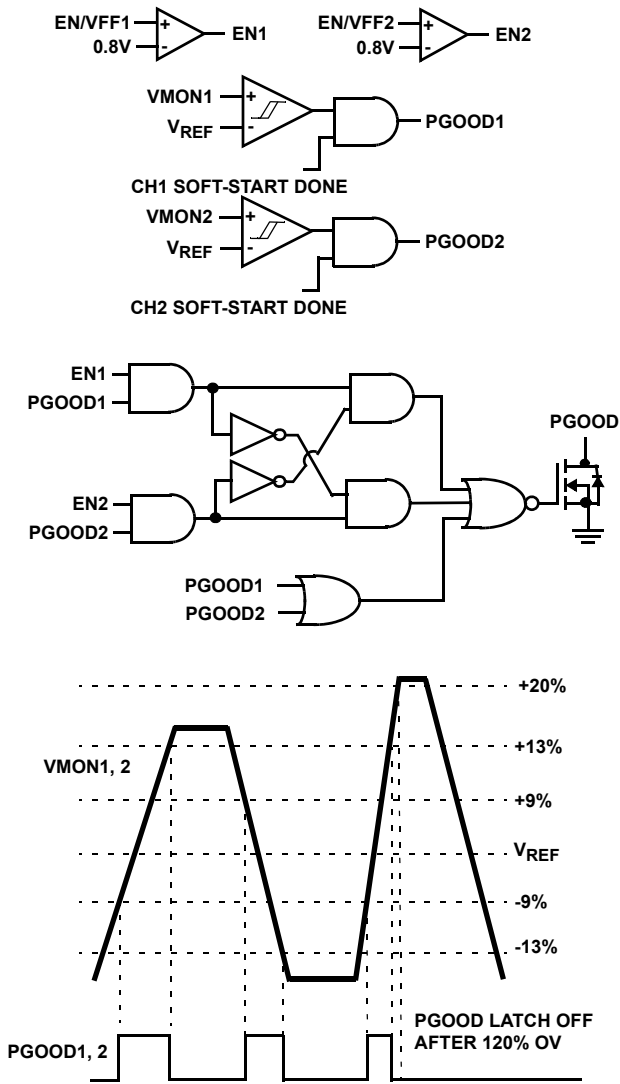 EN/VFF1 + EN1
0.8V -
EN/VFF2 + EN2
0.8V -
VMON1 +
VREF -
PGOOD1
CH1 SOFT-START DONE
VMON2 +
VREF -
PGOOD2
CH2 SOFT-START DONE
EN1
PGOOD1
PGOOD
EN2
PGOOD2
PGOOD1
PGOOD2
+20%
+13%
VMON1, 2
+9%
VREF
-9%
-13%
PGOOD LATCH OFF
AFTER 120% OV
PGOOD1, 2